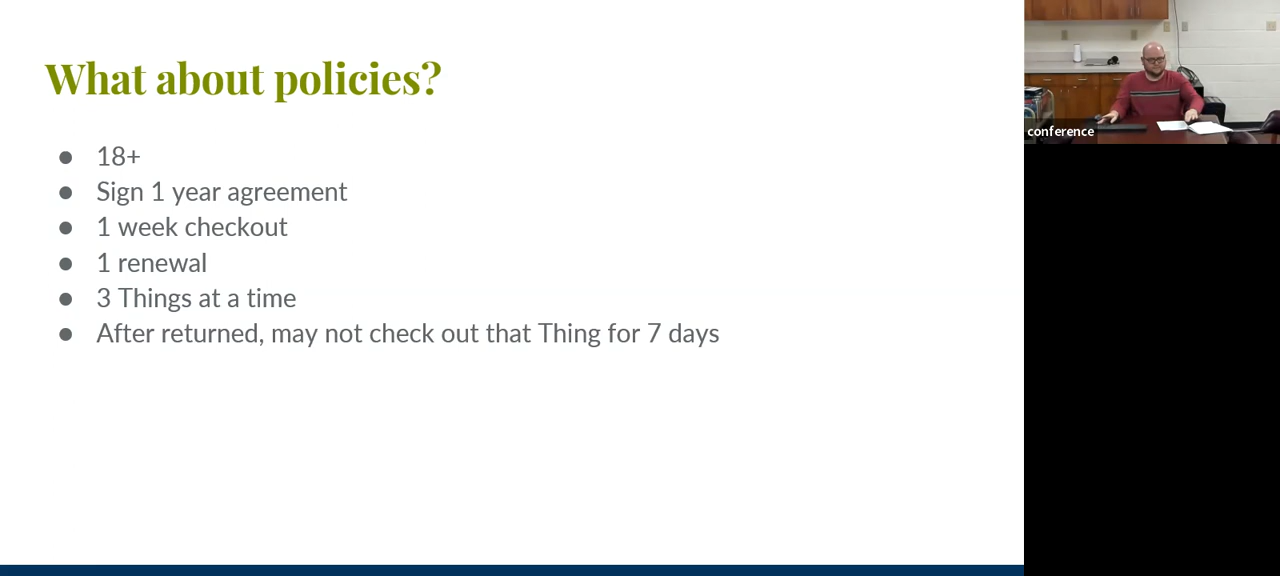 What about policies?
● 18+
● Sign 1 year agreement
● 1 week checkout
● 1 renewal
● 3 Things at a time
● After returned, may not check out that Thing for 7 days
conference